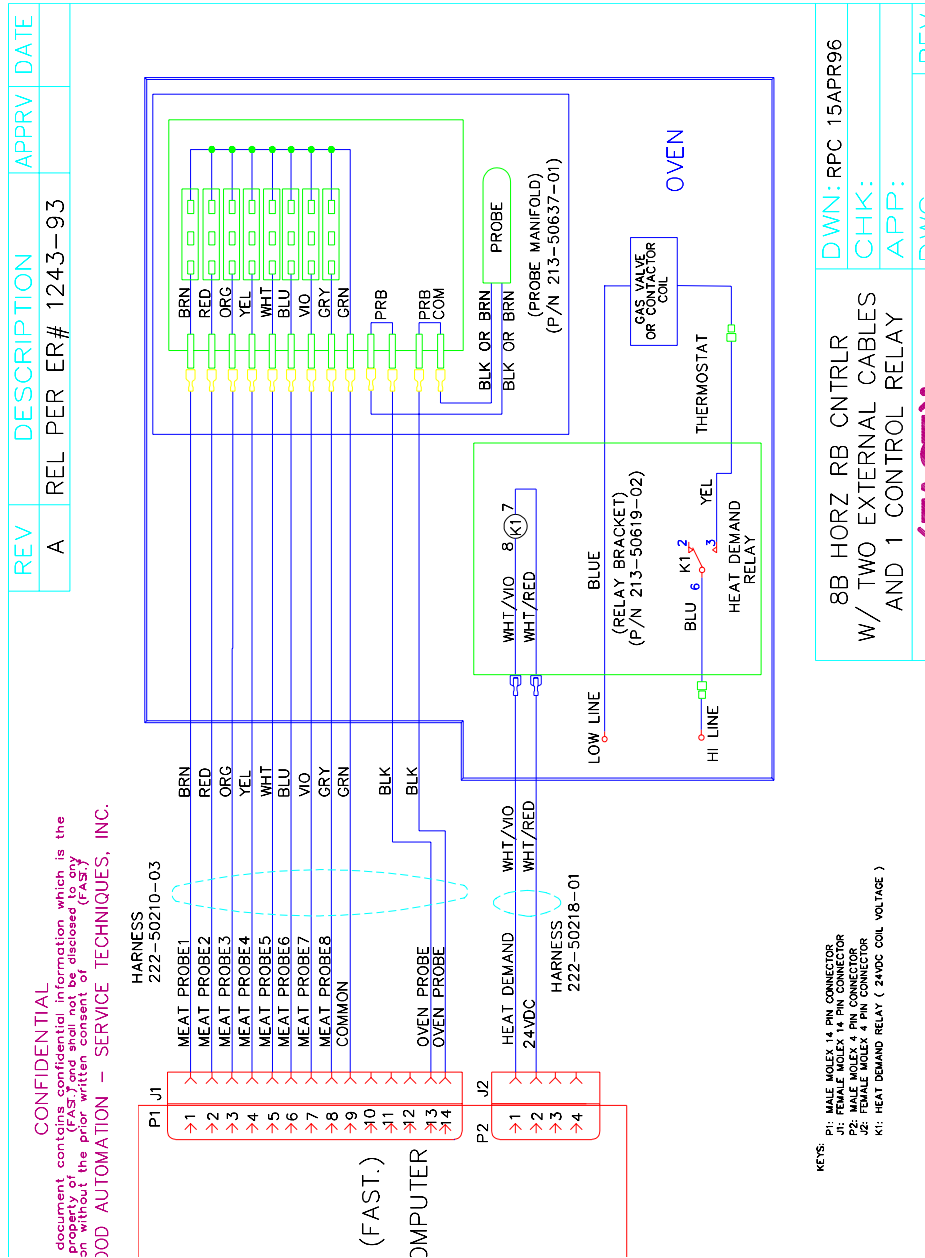 CONFIDENTIAL
document contains confidential information which is the
property of (FAST.)® and shall not be disclosed to any
without the prior written consent of (FAST.)®
OOD AUTOMATION – SERVICE TECHNIQUES, INC.
REV DESCRIPTION APPRV DATE
A REL PER ER# 1243-93
HARNESS
222-50210-03
P1 J1
1 MEAT PROBE1 BRN BRN
2 MEAT PROBE2 RED RED
3 MEAT PROBE3 ORG ORG
4 MEAT PROBE4 YEL YEL
5 MEAT PROBE5 WHT WHT
6 MEAT PROBE6 BLU BLU
7 MEAT PROBE7 VIO VIO
8 MEAT PROBE8 GRY GRY
9 COMMON GRN GRN
10
11 BLK PRB
12
13 OVEN PROBE BLK PRB
14 OVEN PROBE COM
BLK OR BRN
BLK OR BRN
PROBE
(PROBE MANIFOLD)
(P/N 213-50637-01)
OVEN
(FAST.)
OMPUTER
P2 J2
1 HEAT DEMAND WHT/VIO WHT/VIO 8 K1 7
2 24VDC WHT/RED WHT/RED
3
4
HARNESS
222-50218-01
LOW LINE BLUE
GAS VALVE
OR CONTACTOR
COIL
(RELAY BRACKET)
(P/N 213-50619-02)
HI LINE BLU 6 K1 2
3 YEL THERMOSTAT
HEAT DEMAND
RELAY
KEYS:
P1: MALE MOLEX 14 PIN CONNECTOR
J1: FEMALE MOLEX 14 PIN CONNECTOR
P2: MALE MOLEX 4 PIN CONNECTOR
J2: FEMALE MOLEX 4 PIN CONNECTOR
K1: HEAT DEMAND RELAY ( 24VDC COIL VOLTAGE )
8B HORZ RB CNTRLR
W/ TWO EXTERNAL CABLES
AND 1 CONTROL RELAY
DWN: RPC 15APR96
CHK:
APP: